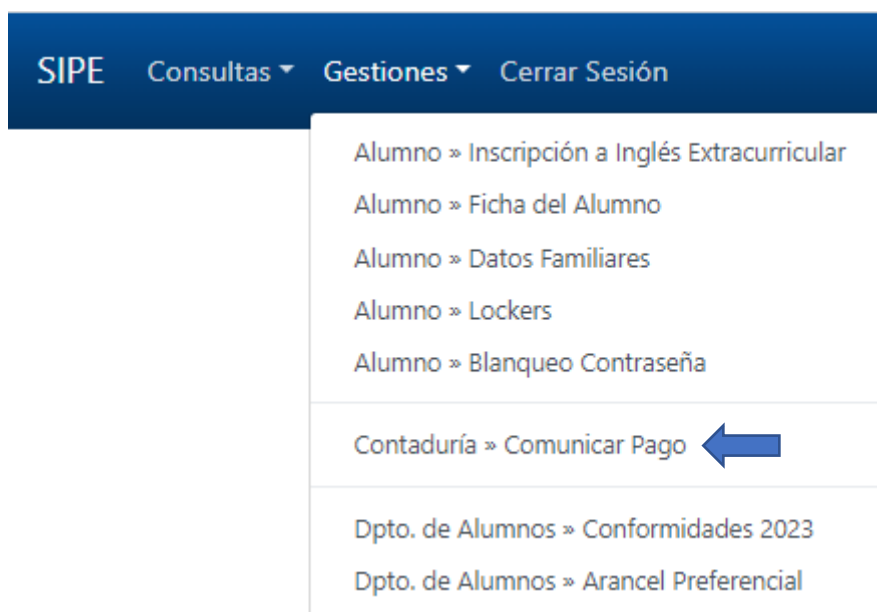 SIPE Consultas Gestiones Cerrar Sesión
Alumno » Inscripción a Inglés Extracurricular
Alumno » Ficha del Alumno
Alumno » Datos Familiares
Alumno » Lockers
Alumno » Blanqueo Contraseña
Contaduría » Comunicar Pago
Dpto. de Alumnos » Conformidades 2023
Dpto. de Alumnos » Arancel Preferencial